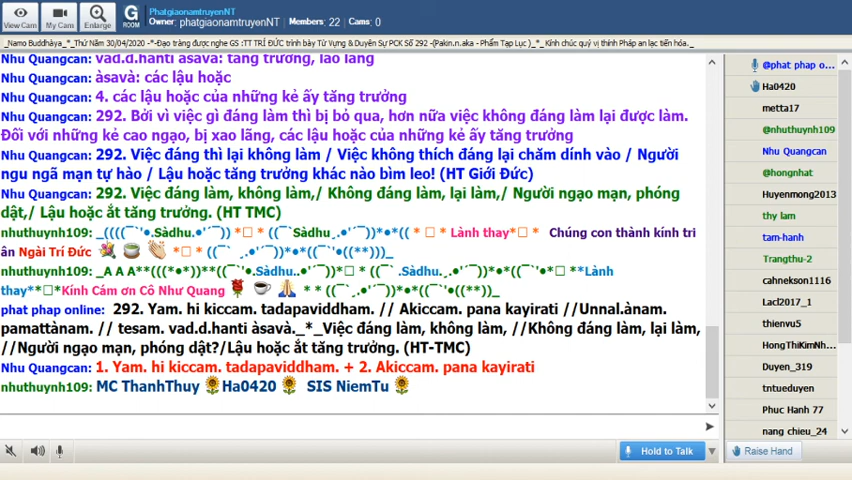 PhatgiaonamtruyenNT
Owner: phatgiaonamtruyenNT Members: 22 Cams: 0
View Cam
My Cams
Enlarge
G
ROOM
_Namo Buddhàya_*_Thứ Năm 30/04/2020 -*-Đạo tràng được nghe GS :TT TRÍ ĐỨC trình bày Từ Vựng & Duyên Sự PCK Số 292 -(Pakin.n.aka - Phẩm Tạp Lục )_*_ Kính chúc quý vị thính Pháp an lạc tiến hóa._
Nhu Quangcan: vad.d.hanti àsavà: tăng trưởng, lao lang
Nhu Quangcan: àsavà: các lậu hoặc
Nhu Quangcan: 4. các lậu hoặc của những kẻ ấy tăng trưởng
Nhu Quangcan: 292. Bởi vì việc gì đáng làm thì bị bỏ qua, hơn nữa việc không đáng làm lại được làm.
Đối với những kẻ cao ngạo, bị xao lãng, các lậu hoặc của những kẻ ấy tăng trưởng
Nhu Quangcan: 292. Việc đáng thì lại không làm / Việc không thích đáng lại chăm dính vào / Người
ngu ngã mạn tự hào / Lậu hoặc tăng trưởng khác nào bìm leo! (HT Giới Đức)
Nhu Quangcan: 292. Việc đáng làm, không làm,/ Không đáng làm, lại làm,/ Người ngạo mạn, phóng
dật,/ Lậu hoặc ắt tăng trưởng. (HT TMC)
nhuthuynh109: _((((¯`'•.Sàdhu.•'´¯)) *□ * ((¯`Sàdhu¸.•'´¯))*•*(( * □ * Lành thay*□ * Chúng con thành kính tri
ân Ngài Trí Đức * □ * ((¯`¸.•'´¯))*•*((¯`'•*((**)))_
nhuthuynh109: _A A A**(((*•*))**((¯`'•.Sàdhu..•'´¯))*□ * ((¯` .Sàdhu¸.•'´¯))*•*((¯`'•*□ **Lành
thay**□*Kính Cám ơn Cô Như Quang * * ((¯`¸.•'´¯))*•*((¯`'•*((**))_
phat phap online: 292. Yam. hi kiccam. tadapaviddham. // Akiccam. pana kayirati //Unnal.ànam.
pamattànam. // tesam. vad.d.hanti àsavà._*_Việc đáng làm, không làm, //Không đáng làm, lại làm,
//Người ngạo mạn, phóng dật?/Lậu hoặc ắt tăng trưởng. (HT-TMC)
Nhu Quangcan: 1. Yam. hi kiccam. tadapaviddham. + 2. Akiccam. pana kayirati
nhuthuynh109: MC ThanhThuy Ha0420 SIS NiemTu
Hold to Talk
@phat phap o...
Ha0420
metta17
@nhuthuynh109
Nhu Quangcan
@hongnhat
Huyenmong2013
thy lam
tam-hanh
Trangthu-2
cahnekson1116
Lacl2017_1
thienvu5
HongThiKimNh...
Duyen_319
tntueduyen
Phuc Hanh 77
nang chieu_24
Raise Hand